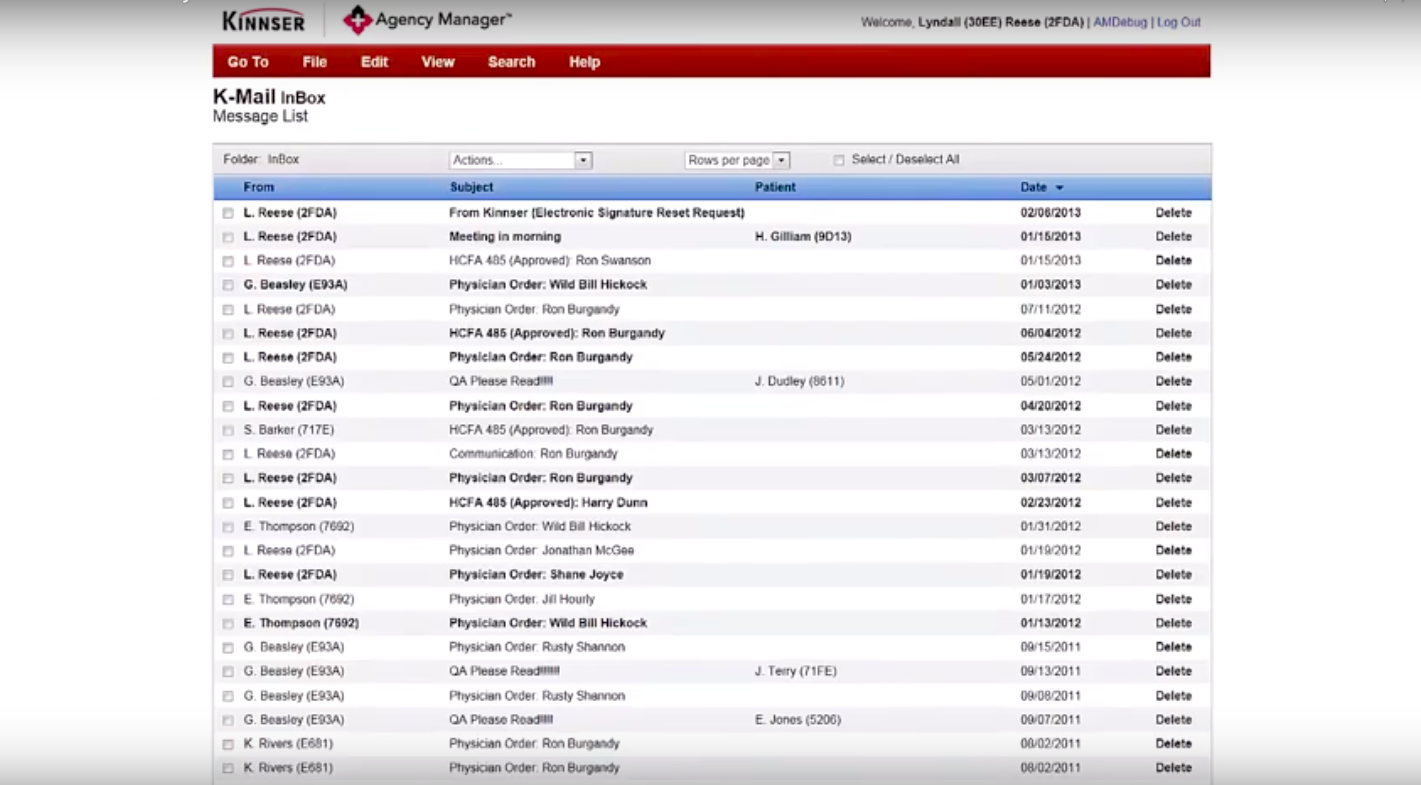 KINNSER Agency Manager™ Welcome, Lyndall (30EE) Reese (2FDA) | AMDebug | Log Out
Go To File Edit View Search Help
K-Mail InBox
Message List
Folder: InBox Actions... Rows per page Select / Deselect All
From Subject Patient Date
L. Reese (2FDA) From Kinnser (Electronic Signature Reset Request) 02/06/2013 Delete
L. Reese (2FDA) Meeting in morning H. Gilliam (9D13) 01/16/2013 Delete
L. Reese (2FDA) HCFA 485 (Approved): Ron Swanson 01/15/2013 Delete
G. Beasley (E93A) Physician Order: Wild Bill Hickock 01/03/2013 Delete
L. Reese (2FDA) Physician Order: Ron Burgandy 07/11/2012 Delete
L. Reese (2FDA) HCFA 485 (Approved): Ron Burgandy 06/04/2012 Delete
L. Reese (2FDA) Physician Order: Ron Burgandy 05/24/2012 Delete
G. Beasley (E93A) QA Please Read!!!!! J. Dudley (8611) 05/01/2012 Delete
L. Reese (2FDA) Physician Order: Ron Burgandy 04/20/2012 Delete
S. Barker (717E) HCFA 485 (Approved): Ron Burgandy 03/13/2012 Delete
L. Reese (2FDA) Communication: Ron Burgandy 03/13/2012 Delete
L. Reese (2FDA) Physician Order: Ron Burgandy 03/07/2012 Delete
L. Reese (2FDA) HCFA 485 (Approved): Harry Dunn 02/23/2012 Delete
E. Thompson (7692) Physician Order: Wild Bill Hickock 01/31/2012 Delete
L. Reese (2FDA) Physician Order: Jonathan McGee 01/19/2012 Delete
L. Reese (2FDA) Physician Order: Shane Joyce 01/19/2012 Delete
E. Thompson (7692) Physician Order: Jill Hourly 01/17/2012 Delete
E. Thompson (7692) Physician Order: Wild Bill Hickock 01/13/2012 Delete
G. Beasley (E93A) Physician Order: Rusty Shannon 09/15/2011 Delete
G. Beasley (E93A) QA Please Read!!!!!!! J. Terry (71FE) 09/13/2011 Delete
G. Beasley (E93A) Physician Order: Rusty Shannon 09/08/2011 Delete
G. Beasley (E93A) QA Please Read!!!!! E. Jones (5206) 09/07/2011 Delete
K. Rivers (E681) Physician Order: Ron Burgandy 08/02/2011 Delete
K. Rivers (E681) Physician Order: Ron Burgandy 08/02/2011 Delete